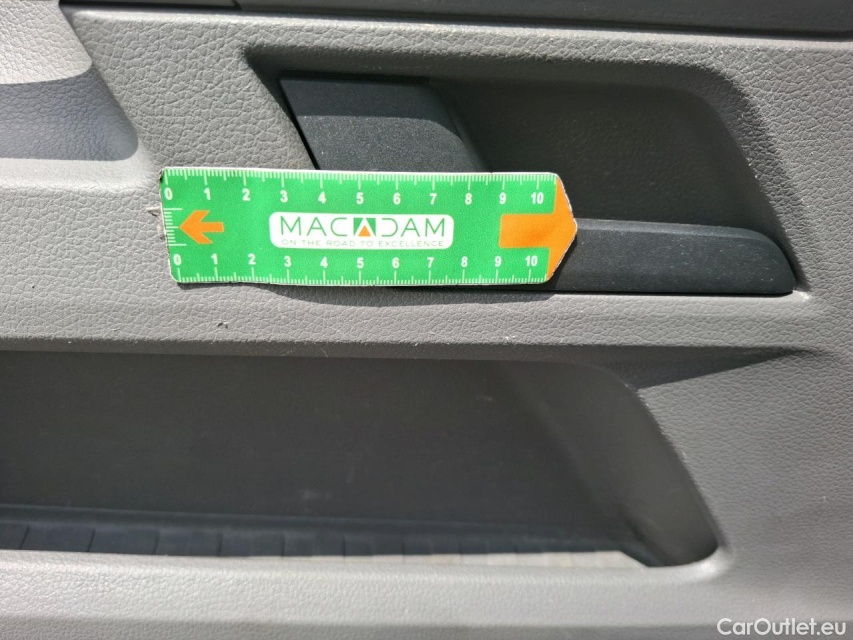 0 1 2 3 4 5 6 7 8 9 10
MACADAM
ON THE ROAD TO EXCELLENCE
0 1 2 3 4 5 6 7 8 9 10
CarOutlet.eu